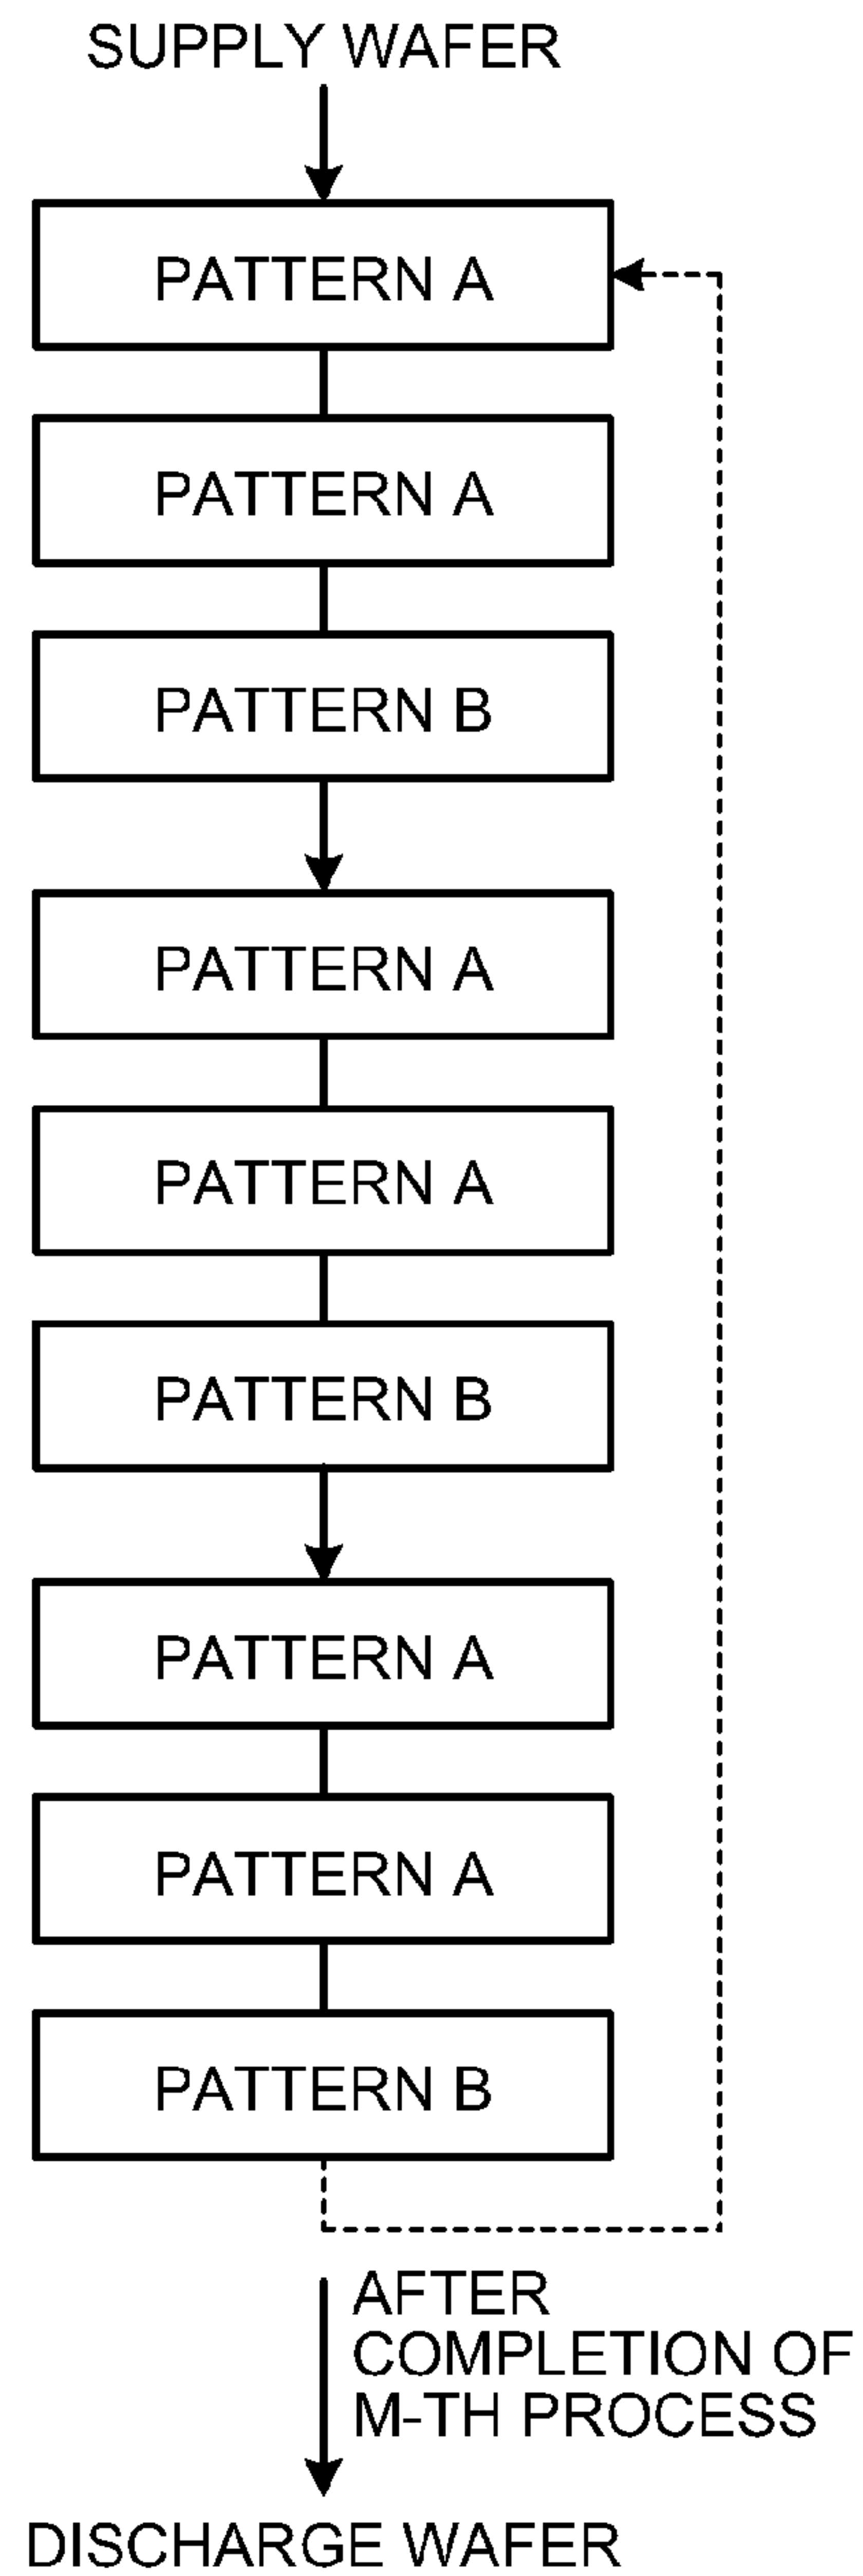 SUPPLY WAFER
PATTERN A
PATTERN A
PATTERN B
PATTERN A
PATTERN A
PATTERN B
PATTERN A
PATTERN A
PATTERN B
AFTER
COMPLETION OF
M-TH PROCESS
DISCHARGE WAFER